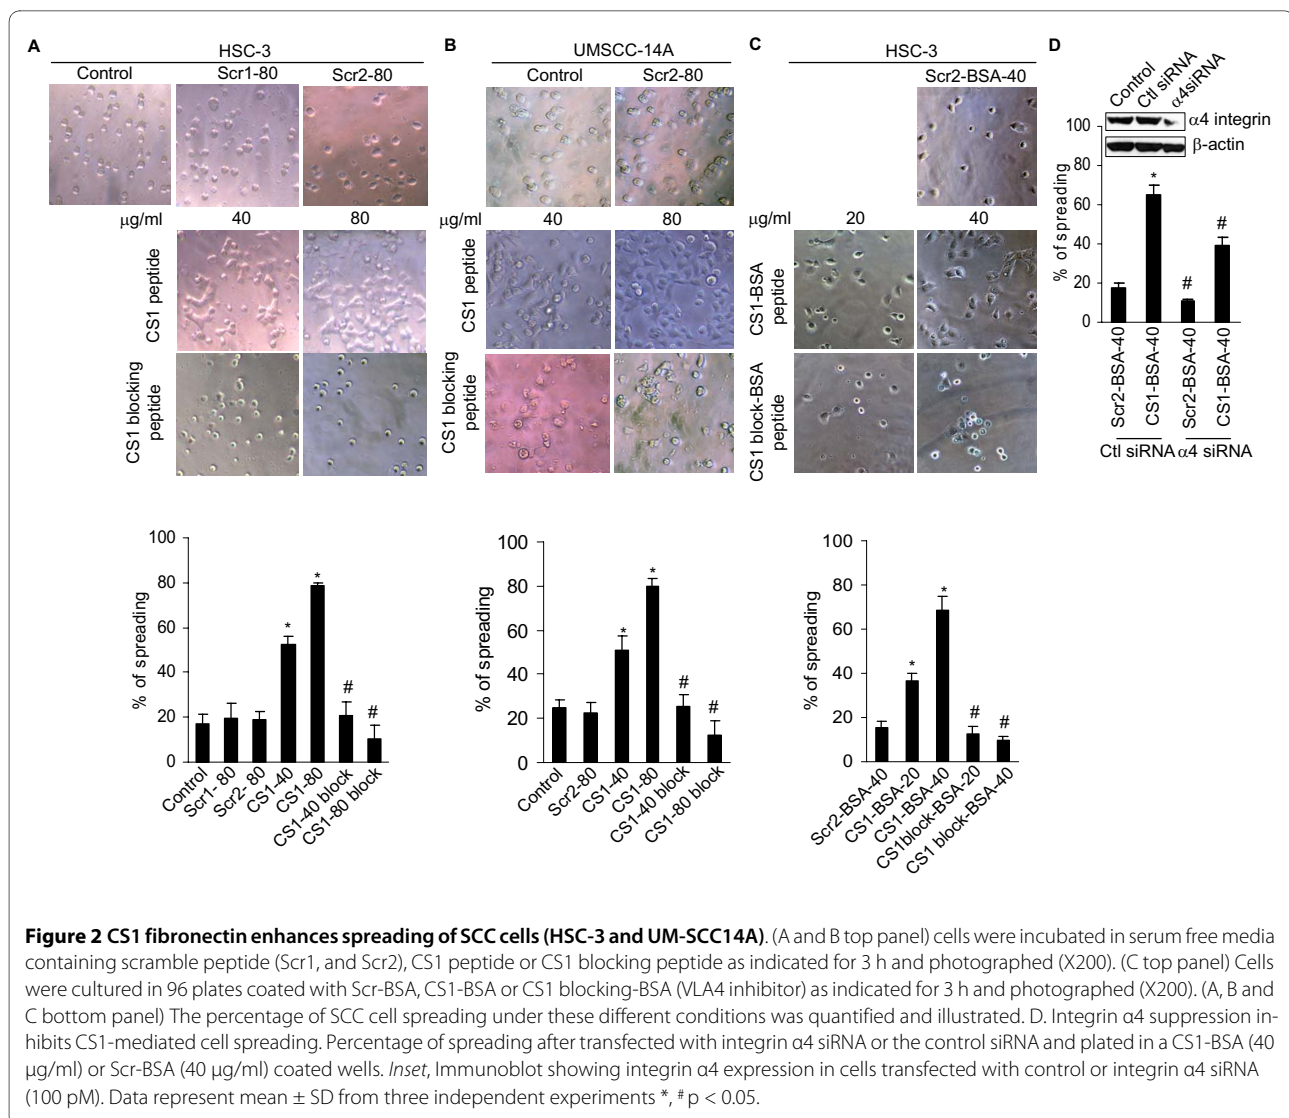 A
HSC-3
Control
Scr1-80
Scr2-80
μg/ml
40
80
CS1 peptide
CS1 blocking
peptide
100
80
60
40
20
0
% of spreading
*
*
#
#
Control
Scr1- 80
Scr2- 80
CS1-40
CS1-80
CS1-40 block
CS1-80 block
B
UMSCC-14A
Control
Scr2-80
40
80
CS1 peptide
CS1 blocking
peptide
100
80
60
40
20
0
% of spreading
*
*
#
#
Control
Scr2-80
CS1-40
CS1-80
CS1-40 block
CS1-80 block
C
HSC-3
Scr2-BSA-40
μg/ml
20
40
CS1-BSA
peptide
CS1 block-BSA
peptide
100
80
60
40
20
0
% of spreading
*
*
#
#
Scr2-BSA-40
CS1-BSA-20
CS1-BSA-40
CS1block-BSA-20
CS1 block-BSA-40
D
Control
Ctl siRNA
α4siRNA
α4 integrin
β-actin
100
80
60
40
20
0
% of spreading
*
#
#
Scr2-BSA-40
CS1-BSA-40
Scr2-BSA-40
CS1-BSA-40
Ctl siRNA
α4 siRNA
Figure 2 CS1 fibronectin enhances spreading of SCC cells (HSC-3 and UM-SCC14A). (A and B top panel) cells were incubated in serum free media
containing scramble peptide (Scr1, and Scr2), CS1 peptide or CS1 blocking peptide as indicated for 3 h and photographed (X200). (C top panel) Cells
were cultured in 96 plates coated with Scr-BSA, CS1-BSA or CS1 blocking-BSA (VLA4 inhibitor) as indicated for 3 h and photographed (X200). (A, B and
C bottom panel) The percentage of SCC cell spreading under these different conditions was quantified and illustrated. D. Integrin α4 suppression in-
hibits CS1-mediated cell spreading. Percentage of spreading after transfected with integrin α4 siRNA or the control siRNA and plated in a CS1-BSA (40
μg/ml) or Scr-BSA (40 μg/ml) coated wells. Inset, Immunoblot showing integrin α4 expression in cells transfected with control or integrin α4 siRNA
(100 pM). Data represent mean ± SD from three independent experiments *, # p < 0.05.